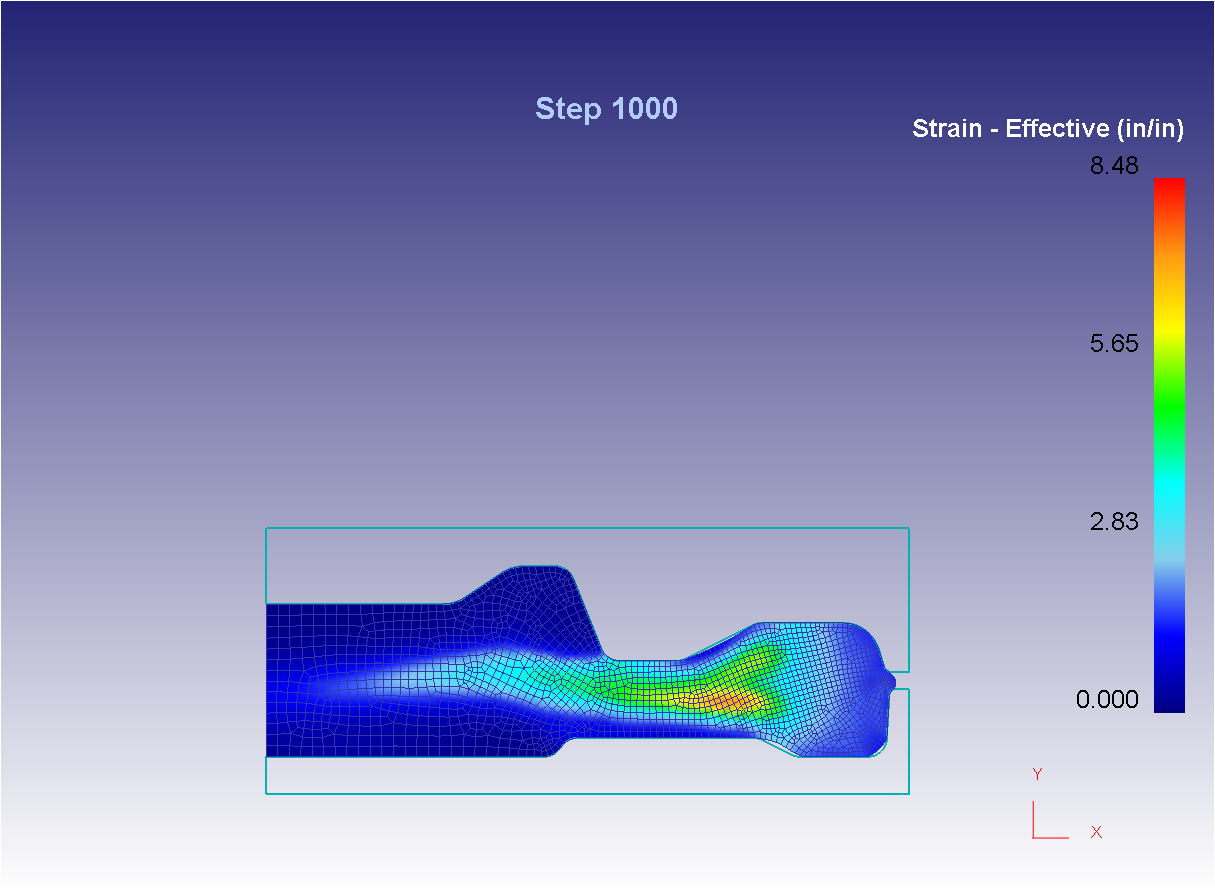 Step 1000
Strain - Effective (in/in)
8.48
5.65
2.83
0.000
Y
X